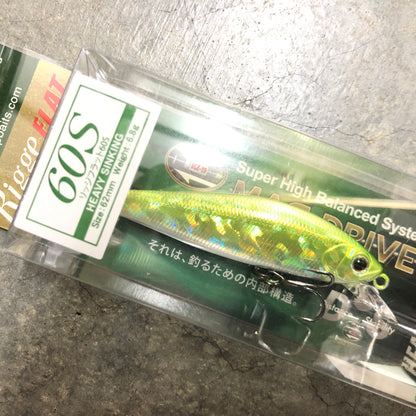 pbaits.com
Rigge FLAT
60S
リッジフラット60S
HEAVY SINKING
Size: 62mm Weight: 6.8g
Super High Balanced System
MAG DRIVE
それは、釣るための内部構造。